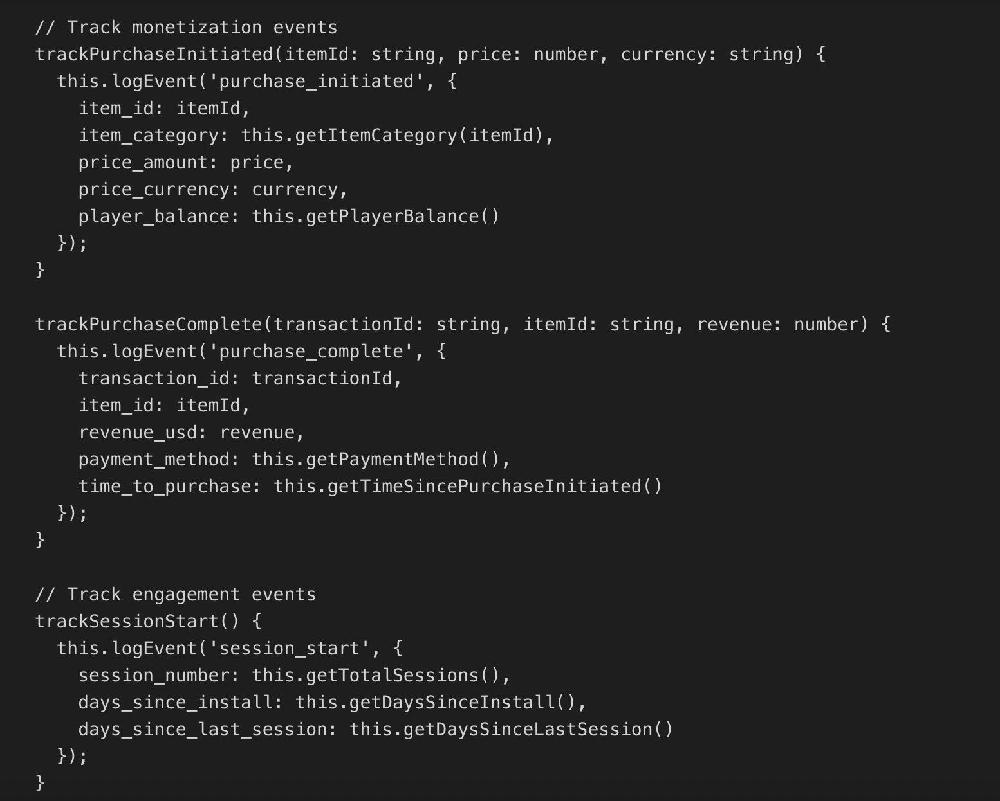 // Track monetization events
trackPurchaseInitiated(itemId: string, price: number, currency: string) {
  this.logEvent('purchase_initiated', {
    item_id: itemId,
    item_category: this.getItemCategory(itemId),
    price_amount: price,
    price_currency: currency,
    player_balance: this.getPlayerBalance()
  });
}

trackPurchaseComplete(transactionId: string, itemId: string, revenue: number) {
  this.logEvent('purchase_complete', {
    transaction_id: transactionId,
    item_id: itemId,
    revenue_usd: revenue,
    payment_method: this.getPaymentMethod(),
    time_to_purchase: this.getTimeSincePurchaseInitiated()
  });
}

// Track engagement events
trackSessionStart() {
  this.logEvent('session_start', {
    session_number: this.getTotalSessions(),
    days_since_install: this.getDaysSinceInstall(),
    days_since_last_session: this.getDaysSinceLastSession()
  });
}